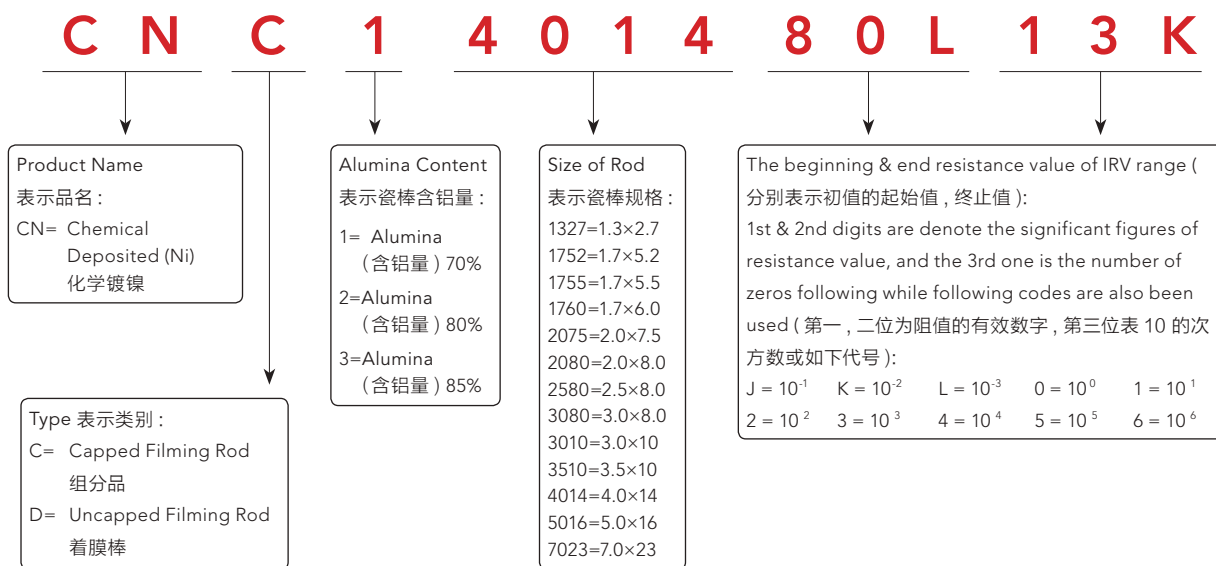 C N C 1 4 0 1 4 8 0 L 1 3 K
Product Name
表示品名 :
CN= Chemical
Deposited (Ni)
化学镀镍
Type 表示类别 :
C= Capped Filming Rod
组分品
D= Uncapped Filming Rod
着膜棒
Alumina Content
表示瓷棒含铝量 :
1= Alumina
(含铝量 ) 70%
2=Alumina
(含铝量 ) 80%
3=Alumina
(含铝量 ) 85%
Size of Rod
表示瓷棒规格 :
1327=1.3×2.7
1752=1.7×5.2
1755=1.7×5.5
1760=1.7×6.0
2075=2.0×7.5
2080=2.0×8.0
2580=2.5×8.0
3080=3.0×8.0
3010=3.0×10
3510=3.5×10
4014=4.0×14
5016=5.0×16
7023=7.0×23
The beginning & end resistance value of IRV range (
分别表示初值的起始值 , 终止值 ):
1st & 2nd digits are denote the significant figures of
resistance value, and the 3rd one is the number of
zeros following while following codes are also been
used ( 第一 , 二位为阻值的有效数字 , 第三位表 10 的次
方数或如下代号 ):
J = 10⁻¹ K = 10⁻² L = 10⁻³ 0 = 10⁰ 1 = 10¹
2 = 10² 3 = 10³ 4 = 10⁴ 5 = 10⁵ 6 = 10⁶